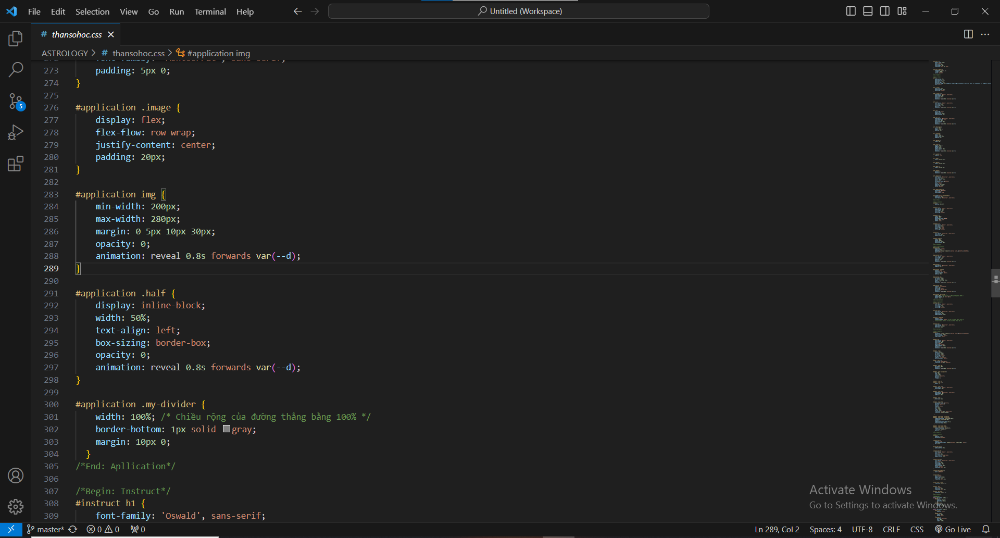 File Edit Selection View Go Run Terminal Help
Untitled (Workspace)
# thansohoc.css
ASTROLOGY > # thansohoc.css > #application img
273 padding: 5px 0;
274 }
275
276 #application .image {
277 display: flex;
278 flex-flow: row wrap;
279 justify-content: center;
280 padding: 20px;
281 }
282
283 #application img {
284 min-width: 200px;
285 max-width: 280px;
286 margin: 0 5px 10px 30px;
287 opacity: 0;
288 animation: reveal 0.8s forwards var(--d);
289 }
290
291 #application .half {
292 display: inline-block;
293 width: 50%;
294 text-align: left;
295 box-sizing: border-box;
296 opacity: 0;
297 animation: reveal 0.8s forwards var(--d);
298 }
299
300 #application .my-divider {
301 width: 100%; /* Chiều rộng của đường thẳng bằng 100% */
302 border-bottom: 1px solid gray;
303 margin: 10px 0;
304 }
305 /*End: Apllication*/
306
307 /*Begin: Instruct*/
308 #instruct h1 {
309 font-family: 'Oswald', sans-serif;
5
Activate Windows
Go to Settings to activate Windows.
master* 0 0 0 Ln 289, Col 2 Spaces: 4 UTF-8 CRLF CSS Go Live